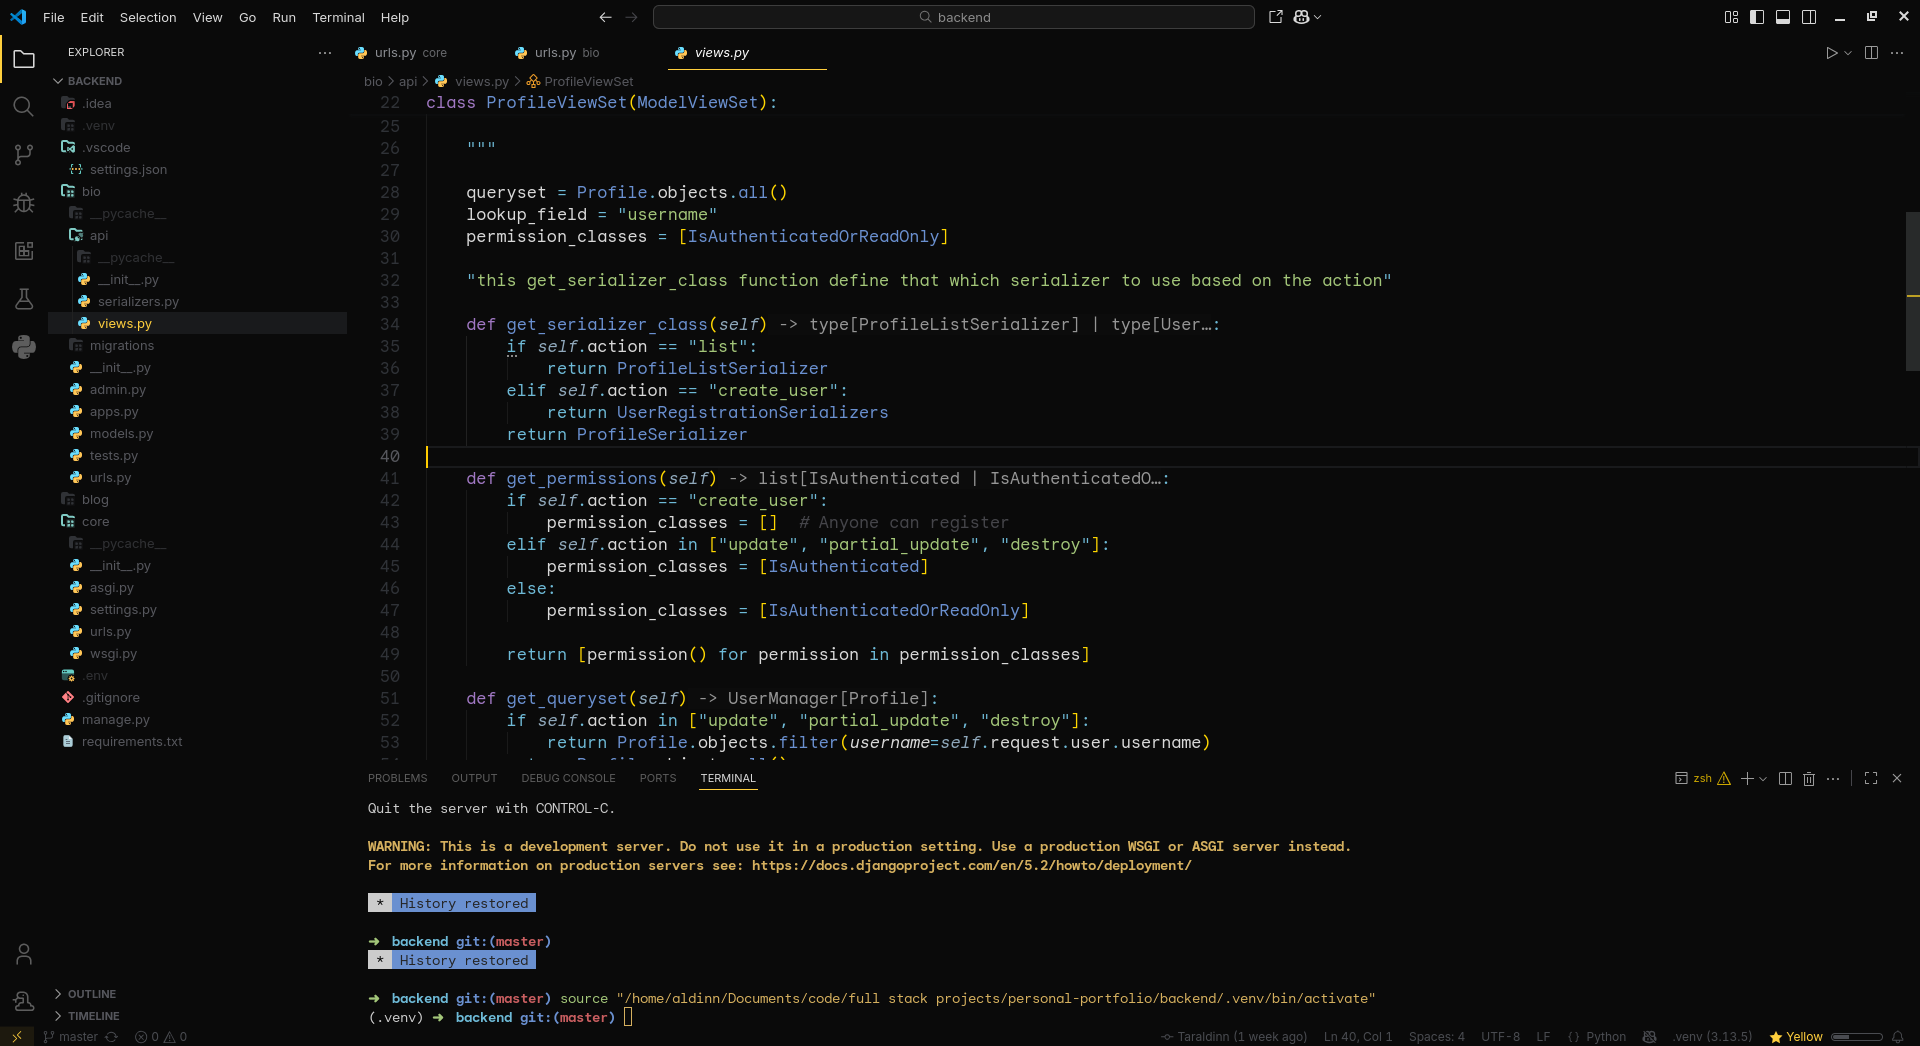 File Edit Selection View Go Run Terminal Help
backend
EXPLORER
BACKEND
.idea
.venv
.vscode
settings.json
bio
__pycache__
api
__pycache__
__init__.py
serializers.py
views.py
migrations
__init__.py
admin.py
apps.py
models.py
tests.py
urls.py
blog
core
__pycache__
__init__.py
asgi.py
settings.py
urls.py
wsgi.py
.env
.gitignore
manage.py
requirements.txt
OUTLINE
TIMELINE
urls.py core urls.py bio views.py
bio > api > views.py > ProfileViewSet
22 class ProfileViewSet(ModelViewSet):
25
26 """
27
28 queryset = Profile.objects.all()
29 lookup_field = "username"
30 permission_classes = [IsAuthenticatedOrReadOnly]
31
32 "this get_serializer_class function define that which serializer to use based on the action"
33
34 def get_serializer_class(self) -> type[ProfileListSerializer] | type[User…:
35 if self.action == "list":
36 return ProfileListSerializer
37 elif self.action == "create_user":
38 return UserRegistrationSerializers
39 return ProfileSerializer
40
41 def get_permissions(self) -> list[IsAuthenticated | IsAuthenticatedO…:
42 if self.action == "create_user":
43 permission_classes = [] # Anyone can register
44 elif self.action in ["update", "partial_update", "destroy"]:
45 permission_classes = [IsAuthenticated]
46 else:
47 permission_classes = [IsAuthenticatedOrReadOnly]
48
49 return [permission() for permission in permission_classes]
50
51 def get_queryset(self) -> UserManager[Profile]:
52 if self.action in ["update", "partial_update", "destroy"]:
53 return Profile.objects.filter(username=self.request.user.username)
PROBLEMS OUTPUT DEBUG CONSOLE PORTS TERMINAL
zsh
Quit the server with CONTROL-C.
WARNING: This is a development server. Do not use it in a production setting. Use a production WSGI or ASGI server instead.
For more information on production servers see: https://docs.djangoproject.com/en/5.2/howto/deployment/
* History restored
➜ backend git:(master)
* History restored
➜ backend git:(master) source "/home/aldinn/Documents/code/full stack projects/personal-portfolio/backend/.venv/bin/activate"
(.venv) ➜ backend git:(master)
master 0 0 Taraldinn (1 week ago) Ln 40, Col 1 Spaces: 4 UTF-8 LF {} Python .venv (3.13.5) Yellow